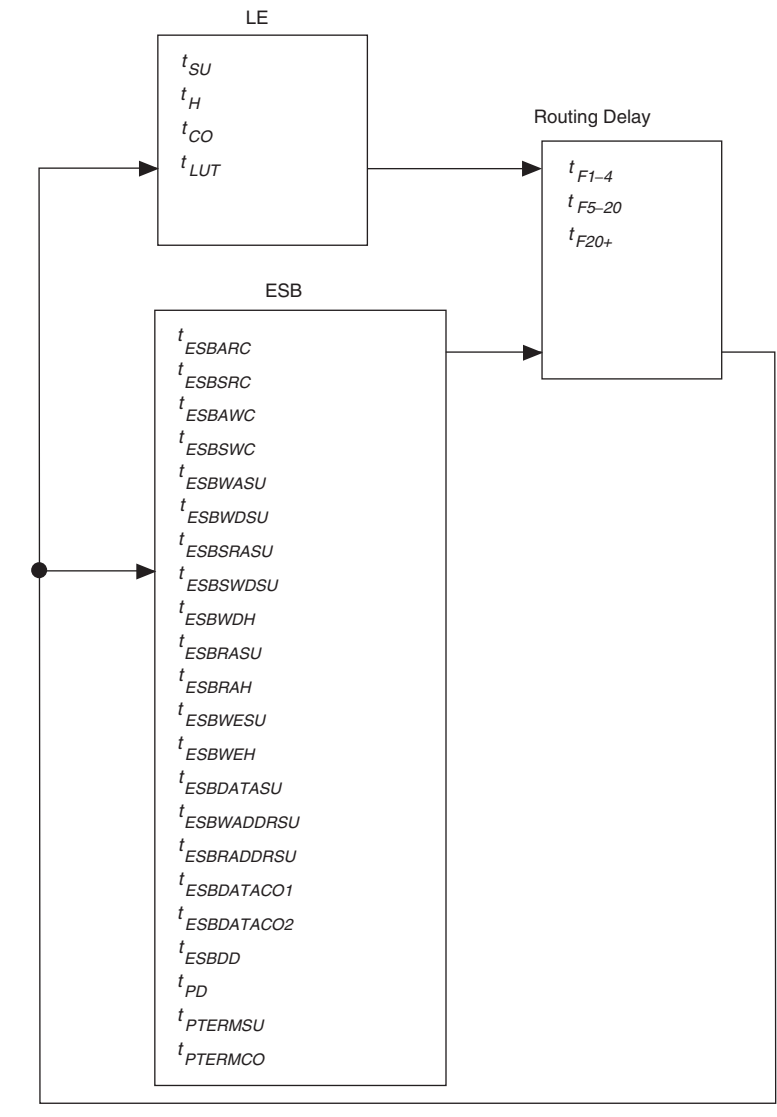 LE
tSU
tH
tCO
tLUT
Routing Delay
tF1–4
tF5–20
tF20+
ESB
tESBARC
tESBSRC
tESBAWC
tESBSWC
tESBWASU
tESBWDSU
tESBSRASU
tESBSWDSU
tESBWDH
tESBRASU
tESBRAH
tESBWESU
tESBWEH
tESBDATASU
tESBWADDRSU
tESBRADDRSU
tESBDATACO1
tESBDATACO2
tESBDD
tPD
tPTERMSU
tPTERMCO